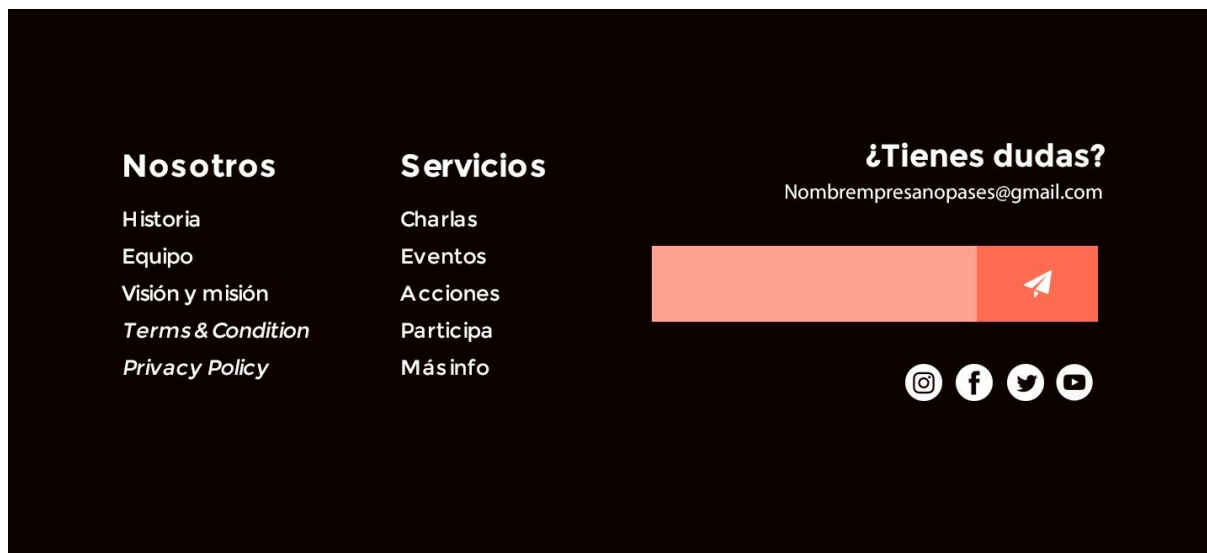 Nosotros
Historia
Equipo
Visión y misión
Terms & Condition
Privacy Policy
Servicios
Charlas
Eventos
Acciones
Participa
Más info
¿Tienes dudas?
Nombrempresanopases@gmail.com